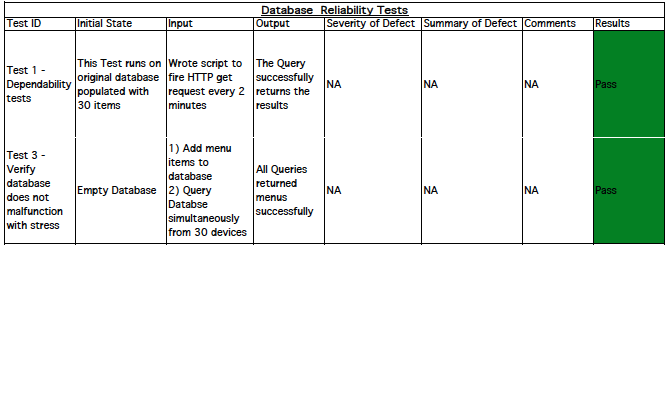 Database  Reliability Tests
Test ID Initial State Input Output Severity of Defect Summary of Defect Comments Results
Test 1 -
Dependability
tests
This Test runs on
original database
populated with
30 items
Wrote script to
fire HTTP get
request every 2
minutes
The Query
successfully
returns the
results
NA
NA
NA
Pass
Test 3 -
Verify
database
does not
malfunction
with stress
Empty Database
1) Add menu
items to
database
2) Query
Databse
simultaneously
from 30 devices
All Queries
returned
menus
successfully
NA
NA
NA
Pass